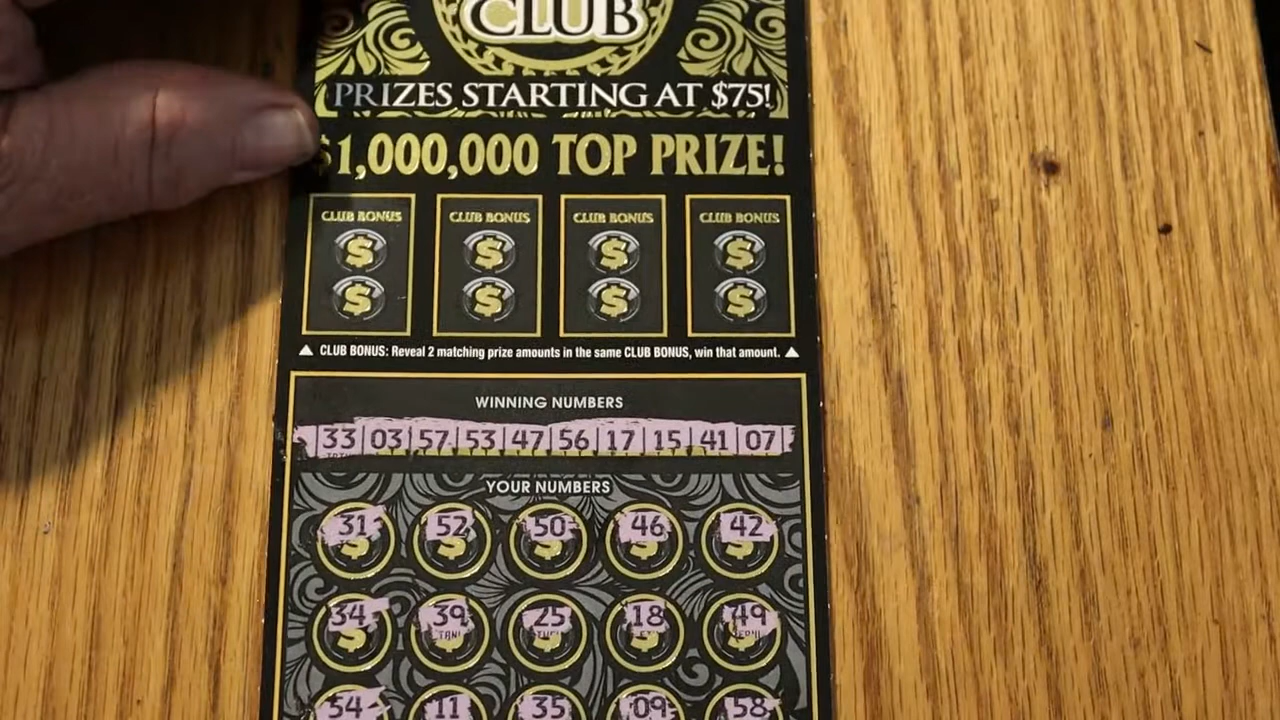 CLUB
PRIZES STARTING AT $75!
$1,000,000 TOP PRIZE!
CLUB BONUS CLUB BONUS CLUB BONUS CLUB BONUS
$ $ $ $
$ $ $ $
▲ CLUB BONUS: Reveal 2 matching prize amounts in the same CLUB BONUS, win that amount. ▲
WINNING NUMBERS
33 03 57 53 47 56 17 15 41 07
YOUR NUMBERS
31 52 50 46 42
$ $ $ $ $
34 39 25 18 49
$ $ $ $ $
54 11 35 09 58